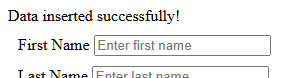 Data inserted successfully!
First Name Enter first name
Last Name Enter last name